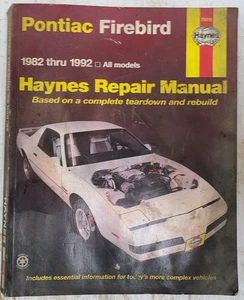 Pontiac Firebird
Haynes
1982 thru 1992 □ All models
Haynes Repair Manual
Based on a complete teardown and rebuild
HAYNES
Includes essential information for today's more complex vehicles